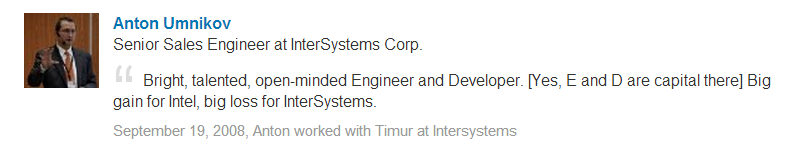 Anton Umnikov
Senior Sales Engineer at InterSystems Corp.
“ Bright, talented, open-minded Engineer and Developer. [Yes, E and D are capital there] Big
gain for Intel, big loss for InterSystems.
September 19, 2008, Anton worked with Timur at Intersystems